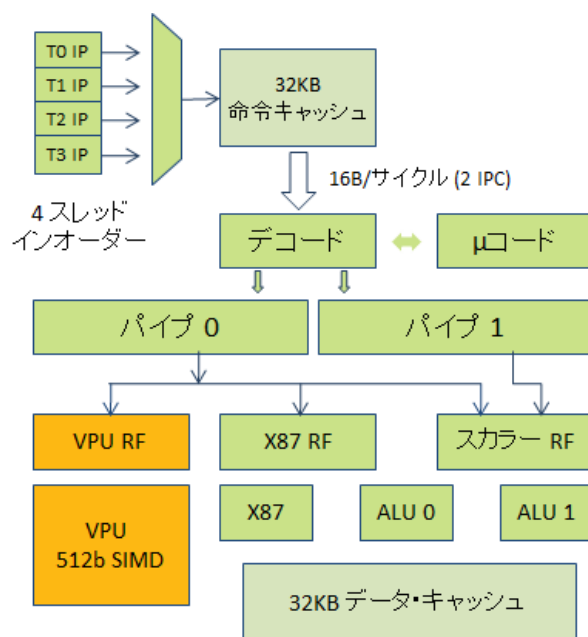 T0 IP
T1 IP
T2 IP
T3 IP
4 スレッド
インオーダー
32KB
命令キャッシュ
16B/サイクル (2 IPC)
デコード
μコード
パイプ 0
パイプ 1
VPU RF
X87 RF
スカラー RF
VPU
512b SIMD
X87
ALU 0
ALU 1
32KB データ・キャッシュ